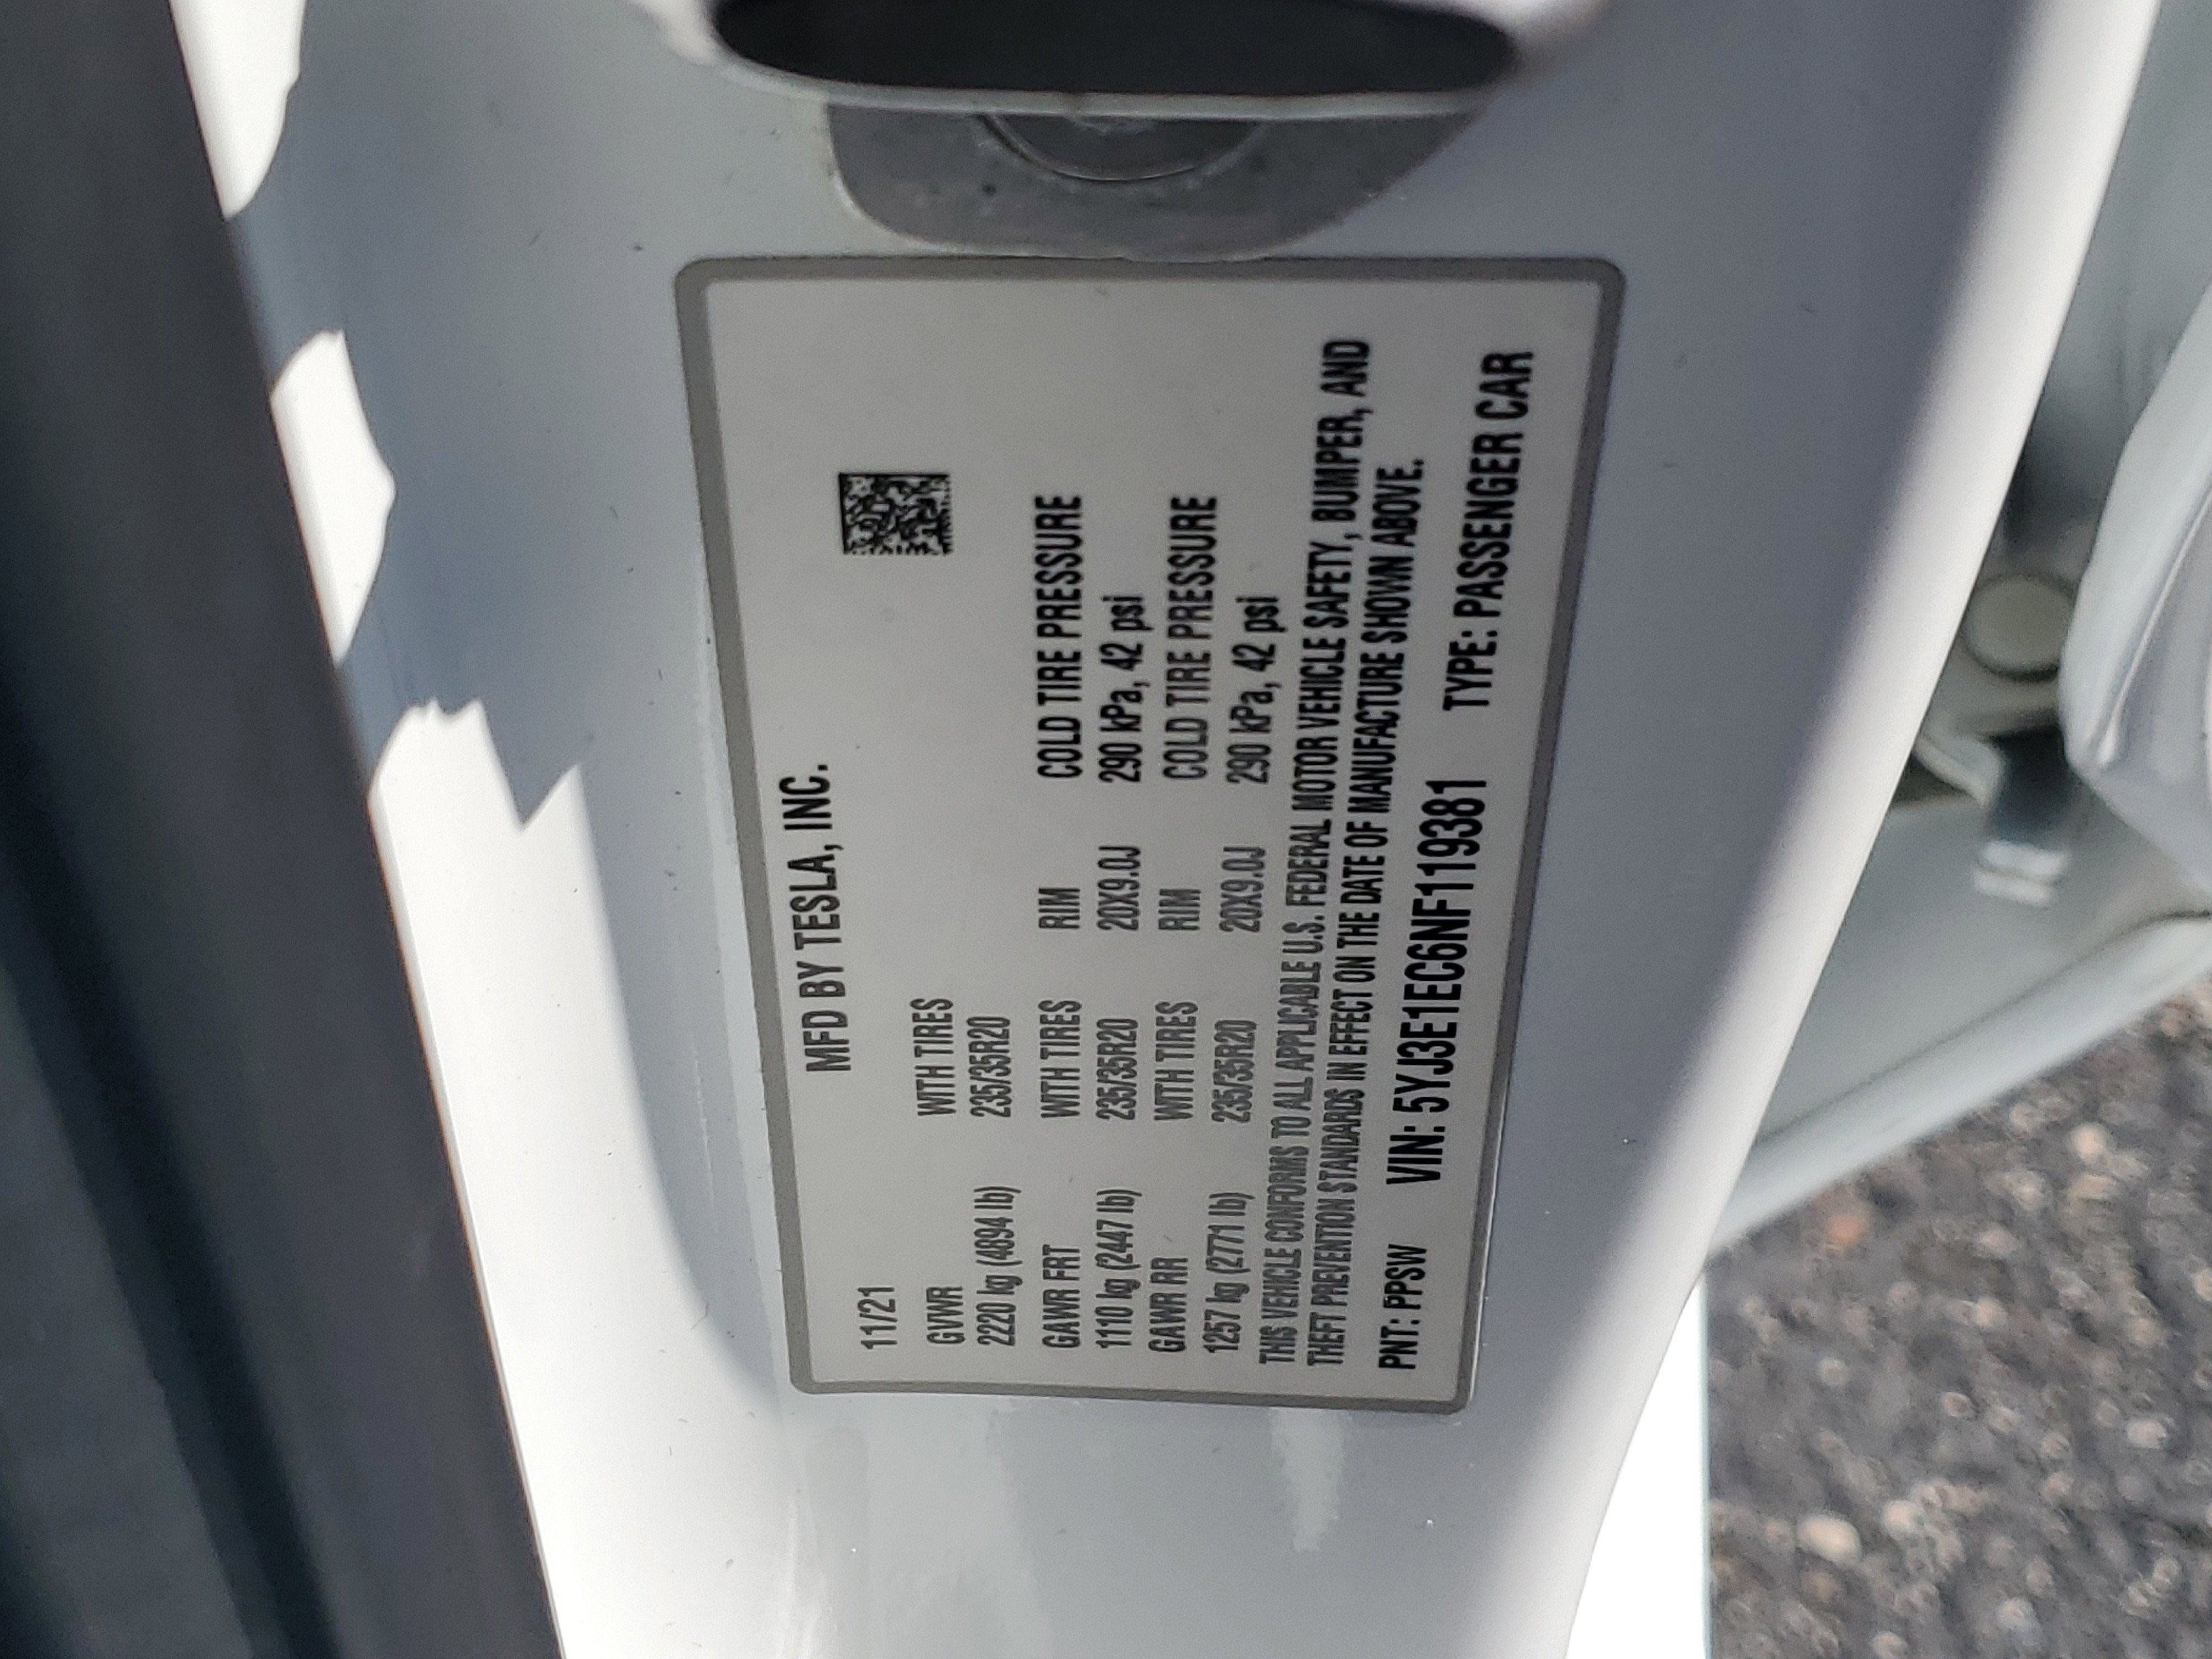 MFD BY TESLA, INC.
11/21
GVWR WITH TIRES
2220 kg (4894 lb) 235/35R20
GAWR FRT WITH TIRES RIM COLD TIRE PRESSURE
1110 kg (2447 lb) 235/35R20 20X9.0J 290 kPa, 42 psi
GAWR RR WITH TIRES RIM COLD TIRE PRESSURE
1257 kg (2771 lb) 235/35R20 20X9.0J 290 kPa, 42 psi
THIS VEHICLE CONFORMS TO ALL APPLICABLE U.S. FEDERAL MOTOR VEHICLE SAFETY, BUMPER, AND
THEFT PREVENTION STANDARDS IN EFFECT ON THE DATE OF MANUFACTURE SHOWN ABOVE.
PNT: PPSW VIN: 5YJ3E1EC6NF119381 TYPE: PASSENGER CAR